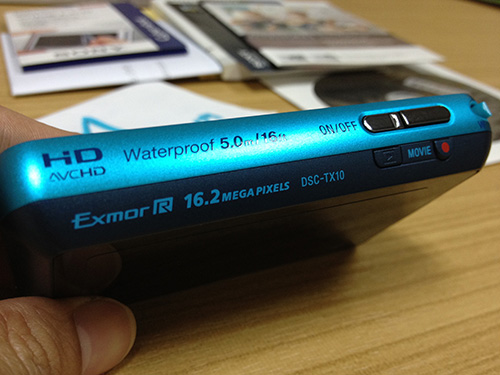 HD
AVCHD
Waterproof 5.0m/16ft
ON/OFF
MOVIE
Exmor R 16.2 MEGA PIXELS DSC-TX10